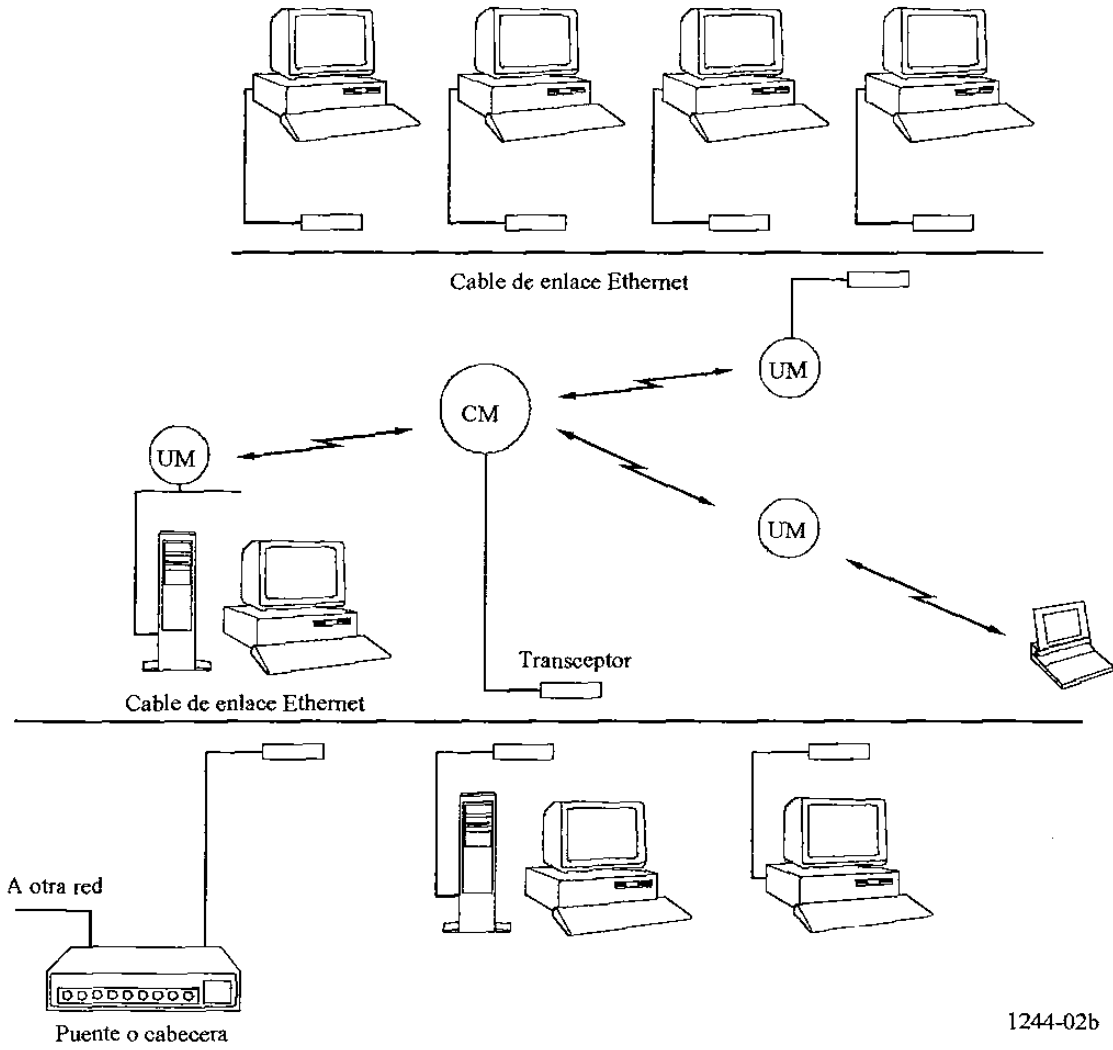 Cable de enlace Ethernet
UM
CM
UM
UM
Transceptor
Cable de enlace Ethernet
A otra red
Puente o cabecera
1244-02b